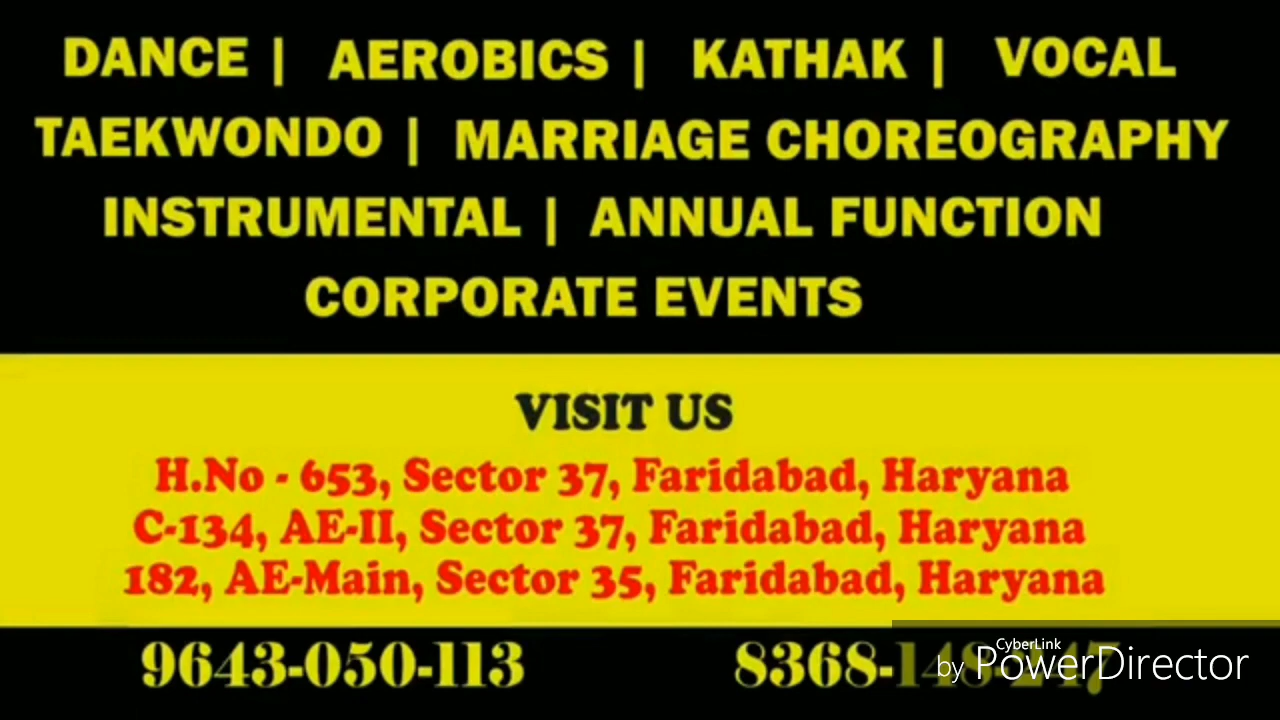 DANCE | AEROBICS | KATHAK | VOCAL
TAEKWONDO | MARRIAGE CHOREOGRAPHY
INSTRUMENTAL | ANNUAL FUNCTION
CORPORATE EVENTS
VISIT US
H.No - 653, Sector 37, Faridabad, Haryana
C-134, AE-II, Sector 37, Faridabad, Haryana
182, AE-Main, Sector 35, Faridabad, Haryana
9643-050-113 8368-
CyberLink
by PowerDirector